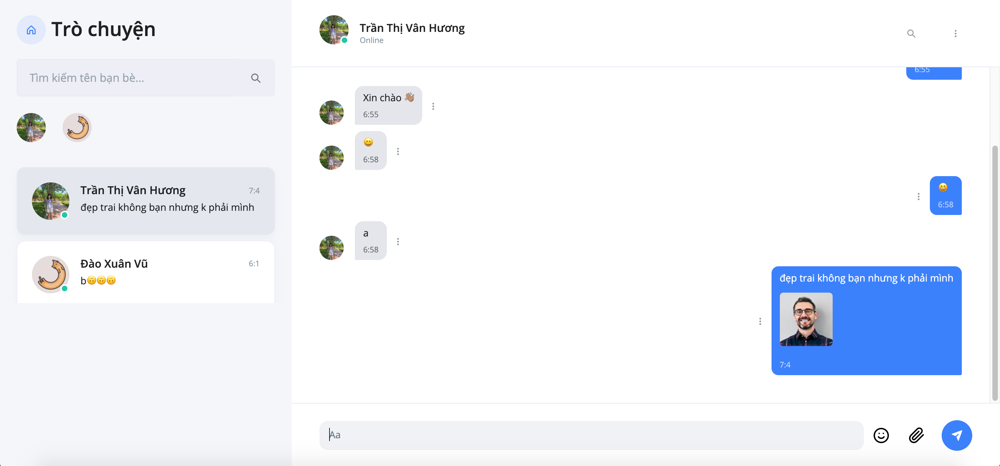 Trò chuyện
Tìm kiếm tên bạn bè...
Trần Thị Vân Hương
7:4
đẹp trai không bạn nhưng k phải mình
Đào Xuân Vũ
6:1
b🙃🙃🙃
Trần Thị Vân Hương
Online
6:55
Xin chào 👋🏽
6:55
😄
6:58
😆
6:58
a
6:58
đẹp trai không bạn nhưng k phải mình
7:4
Aa